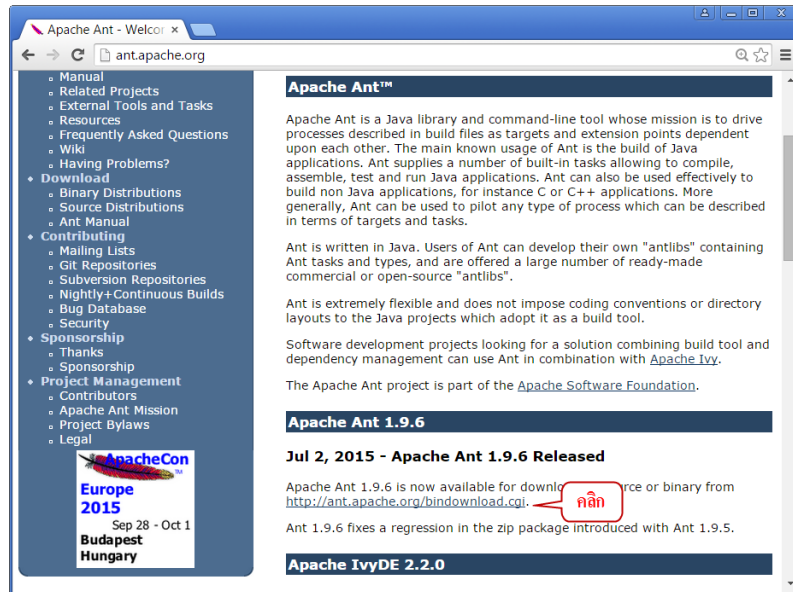 Apache Ant - Welcor ×
ant.apache.org
Manual
Related Projects
External Tools and Tasks
Resources
Frequently Asked Questions
Wiki
Having Problems?
Download
Binary Distributions
Source Distributions
Ant Manual
Contributing
Mailing Lists
Git Repositories
Subversion Repositories
Nightly+Continuous Builds
Bug Database
Security
Sponsorship
Thanks
Sponsorship
Project Management
Contributors
Apache Ant Mission
Project Bylaws
Legal
ApacheCon
TM
Europe
2015
Sep 28 - Oct 1
Budapest
Hungary
Apache Ant™
Apache Ant is a Java library and command-line tool whose mission is to drive
processes described in build files as targets and extension points dependent
upon each other. The main known usage of Ant is the build of Java
applications. Ant supplies a number of built-in tasks allowing to compile,
assemble, test and run Java applications. Ant can also be used effectively to
build non Java applications, for instance C or C++ applications. More
generally, Ant can be used to pilot any type of process which can be described
in terms of targets and tasks.
Ant is written in Java. Users of Ant can develop their own "antlibs" containing
Ant tasks and types, and are offered a large number of ready-made
commercial or open-source "antlibs".
Ant is extremely flexible and does not impose coding conventions or directory
layouts to the Java projects which adopt it as a build tool.
Software development projects looking for a solution combining build tool and
dependency management can use Ant in combination with Apache Ivy.
The Apache Ant project is part of the Apache Software Foundation.
Apache Ant 1.9.6
Jul 2, 2015 - Apache Ant 1.9.6 Released
Apache Ant 1.9.6 is now available for downlo rce or binary from
http://ant.apache.org/bindownload.cgi.
คลิก
Ant 1.9.6 fixes a regression in the zip package introduced with Ant 1.9.5.
Apache IvyDE 2.2.0